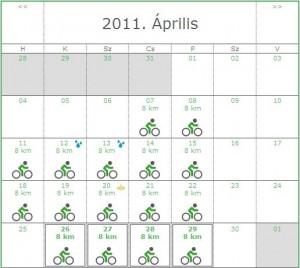 << 2011. Április >>
H K Sz Cs P Sz V
28 29 30 31 01 02 03
04 05 06 07 08 09 10
8 km 8 km
11 12 13 14 15 16 17
8 km 8 km 8 km 8 km 8 km
18 19 20 21 22 23 24
8 km 8 km 8 km 8 km 8 km
25 26 27 28 29 30 01
8 km 8 km 8 km 8 km